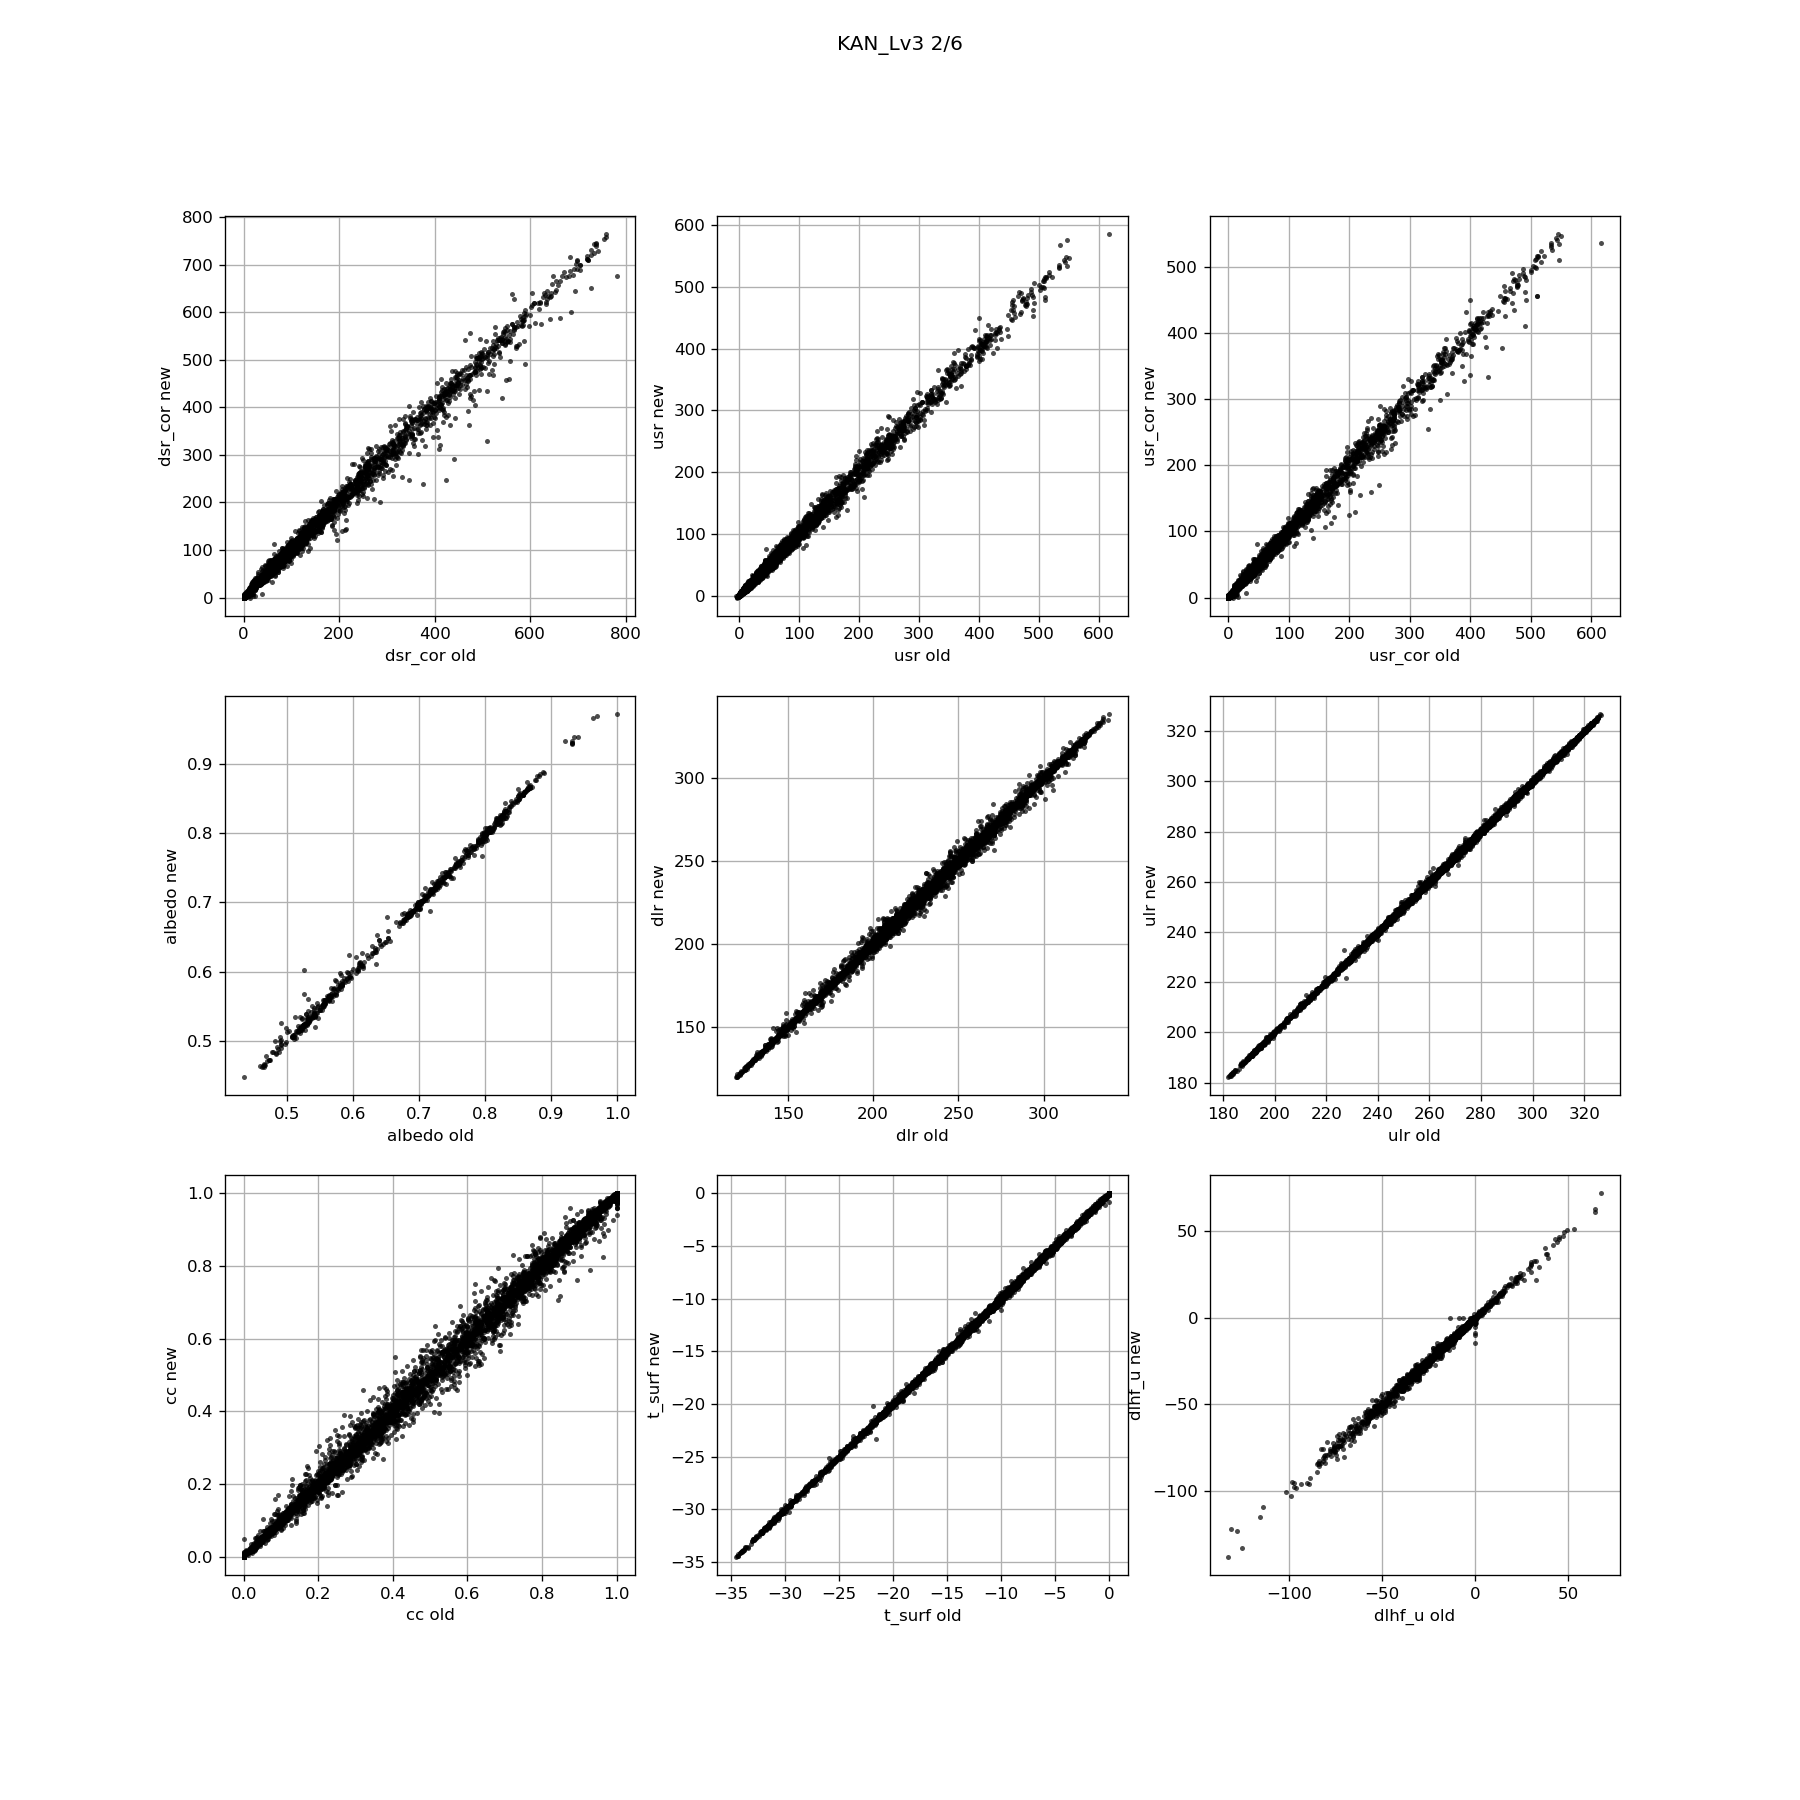 KAN_Lv3 2/6
800
700
600
500
400
300
200
100
0
dsr_cor new
0 200 400 600 800
dsr_cor old
600
500
400
300
200
100
0
usr new
0 100 200 300 400 500 600
usr old
500
400
300
200
100
0
usr_cor new
0 100 200 300 400 500 600
usr_cor old
0.9
0.8
0.7
0.6
0.5
albedo new
0.5 0.6 0.7 0.8 0.9 1.0
albedo old
300
250
200
150
dlr new
150 200 250 300
dlr old
320
300
280
260
240
220
200
180
ulr new
180 200 220 240 260 280 300 320
ulr old
1.0
0.8
0.6
0.4
0.2
0.0
cc new
0.0 0.2 0.4 0.6 0.8 1.0
cc old
0
−5
−10
−15
−20
−25
−30
−35
t_surf new
−35 −30 −25 −20 −15 −10 −5 0
t_surf old
50
0
−50
−100
dlhf_u new
−100 −50 0 50
dlhf_u old